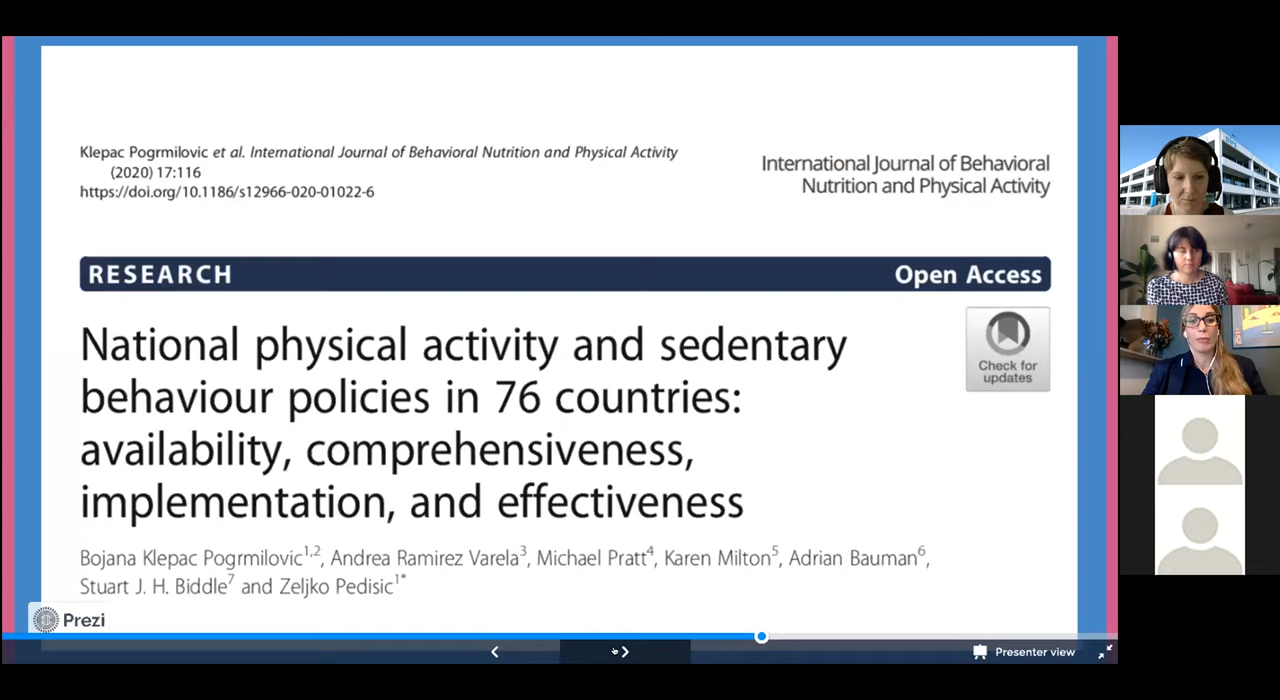 Klepac Pogrmilovic et al. International Journal of Behavioral Nutrition and Physical Activity
(2020) 17:116
https://doi.org/10.1186/s12966-020-01022-6
International Journal of Behavioral
Nutrition and Physical Activity
RESEARCH
Open Access
National physical activity and sedentary
behaviour policies in 76 countries:
availability, comprehensiveness,
implementation, and effectiveness
Check for
updates
Bojana Klepac Pogrmilovic1,2, Andrea Ramirez Varela3, Michael Pratt4, Karen Milton5, Adrian Bauman6,
Stuart J. H. Biddle7 and Zeljko Pedisic1*
Prezi
Presenter view